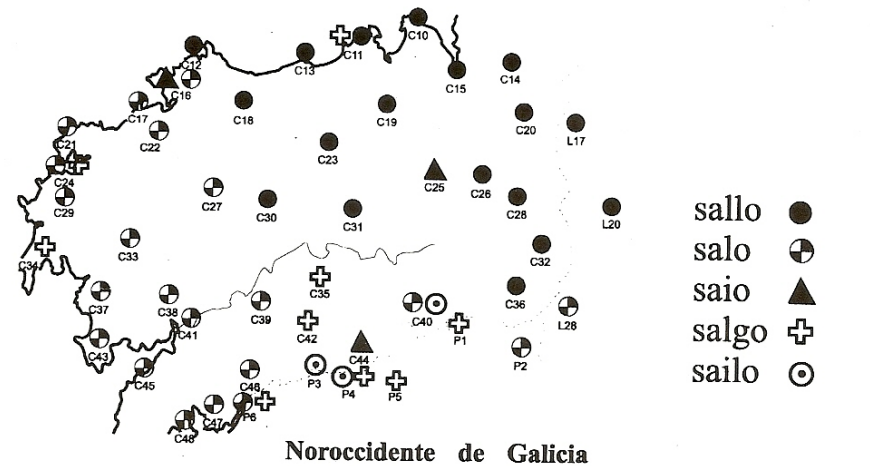 C10
C11
C12
C13
C14
C15
C16
C17
C18
C19
C20
L17
C21
C22
C23
C24
C25
C26
C27
C28
C29
C30
C31
L20
C32
C33
C34
C35
C36
C37
C38
C39
C40
L28
C41
C42
P1
C43
C44
P2
C45
C46
P3
P4
P5
C47
P6
C48
sallo
salo
saio
salgo
sailo
Noroccidente de Galicia